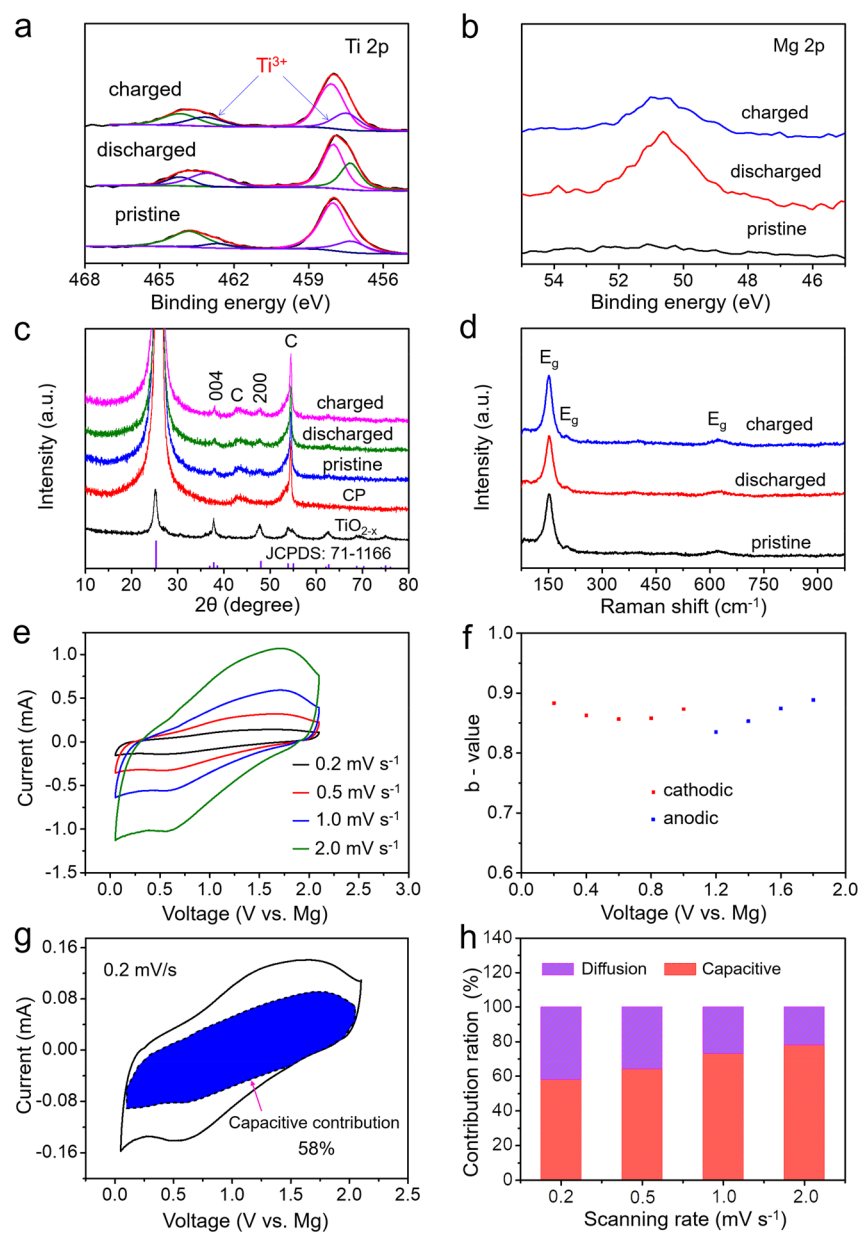 a
Ti 2p
Ti3+
charged
discharged
pristine
468 465 462 459 456
Binding energy (eV)
b
Mg 2p
charged
discharged
pristine
54 52 50 48 46
Binding energy (eV)
c
Intensity (a.u.)
004
C
200
C
charged
discharged
pristine
CP
TiO2-x
JCPDS: 71-1166
10 20 30 40 50 60 70 80
2θ (degree)
d
Intensity (a.u.)
Eg
Eg
Eg
charged
discharged
pristine
150 300 450 600 750 900
Raman shift (cm-1)
e
Current (mA)
1.0
0.5
0.0
-0.5
-1.0
-1.5
0.2 mV s-1
0.5 mV s-1
1.0 mV s-1
2.0 mV s-1
0.0 0.5 1.0 1.5 2.0 2.5 3.0
Voltage (V vs. Mg)
f
b - value
1.0
0.9
0.8
0.7
0.6
cathodic
anodic
0.0 0.4 0.8 1.2 1.6 2.0
Voltage (V vs. Mg)
g
Current (mA)
0.16
0.08
0.00
-0.08
-0.16
0.2 mV/s
Capacitive contribution
58%
0.0 0.5 1.0 1.5 2.0 2.5
Voltage (V vs. Mg)
h
Contribution ration (%)
140
120
100
80
60
40
20
0
Diffusion Capacitive
0.2 0.5 1.0 2.0
Scanning rate (mV s-1)